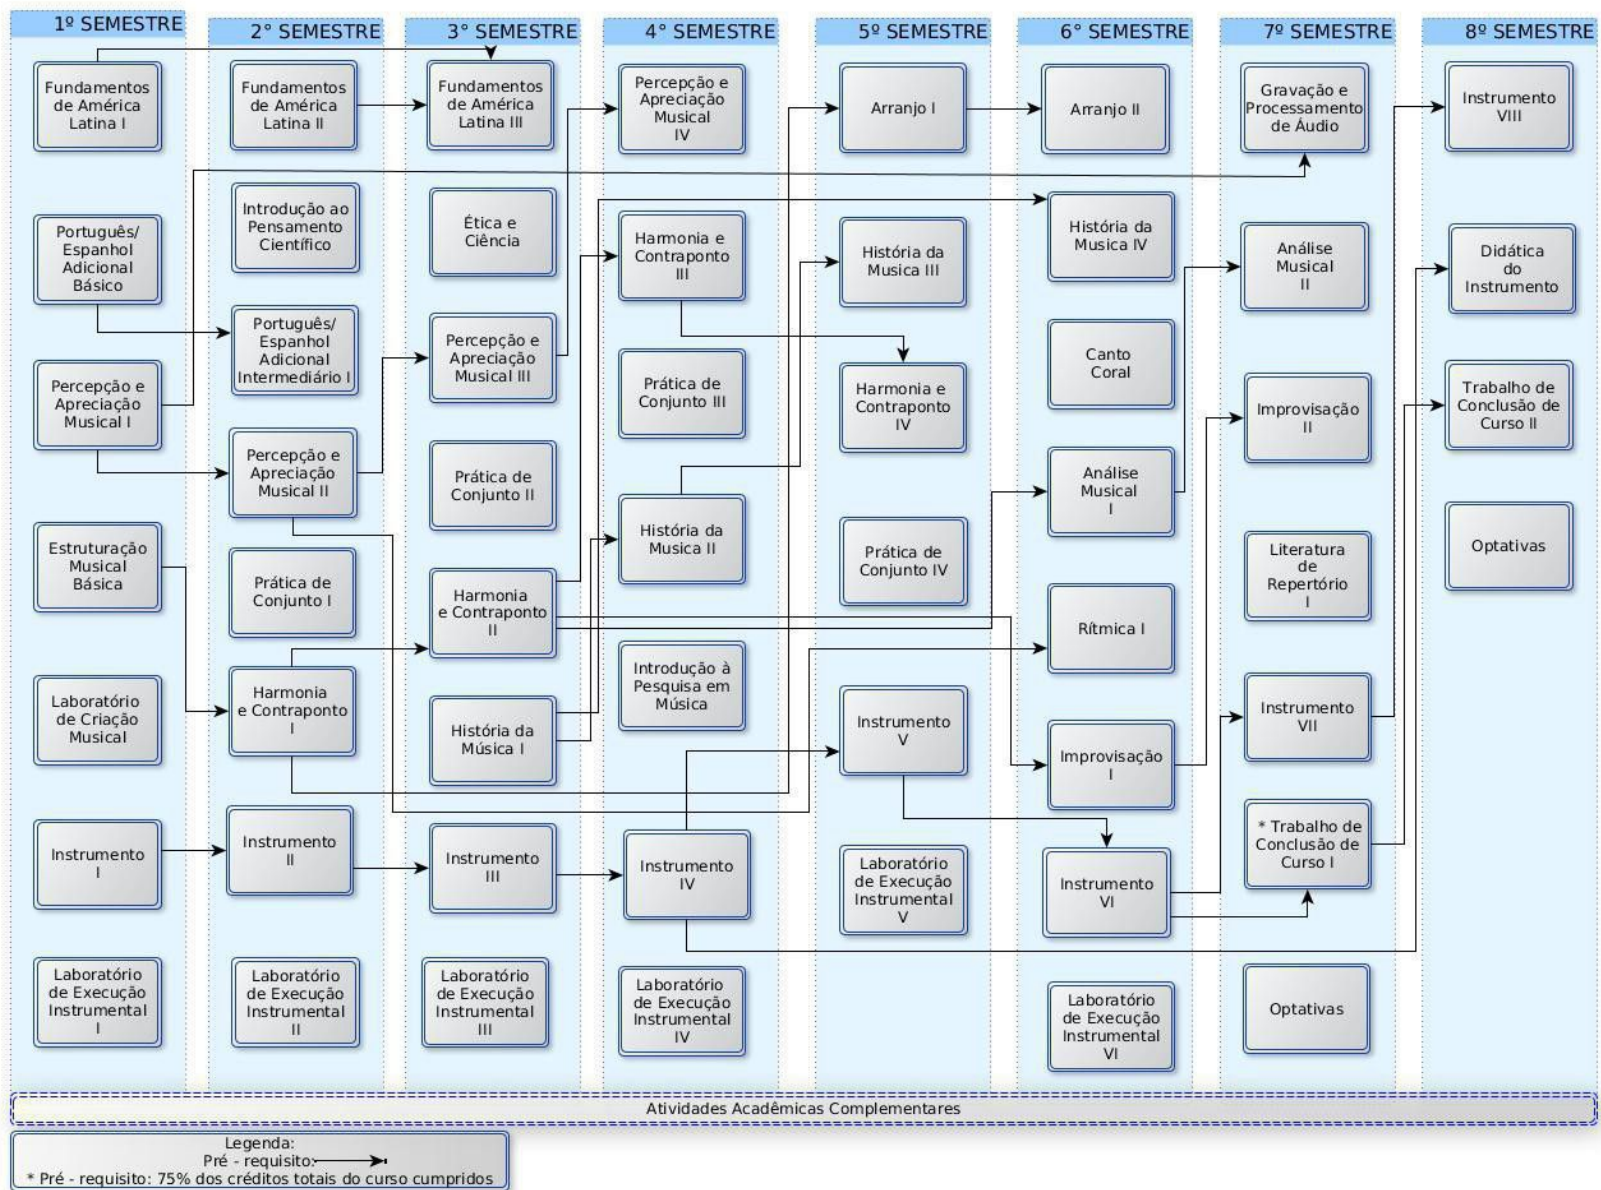 1º SEMESTRE
Fundamentos
de América
Latina I
Português/
Espanhol
Adicional
Básico
Percepção e
Apreciação
Musical I
Estruturação
Musical
Básica
Laboratório
de Criação
Musical
Instrumento
I
Laboratório
de Execução
Instrumental
I
2° SEMESTRE
Fundamentos
de América
Latina II
Introdução ao
Pensamento
Científico
Português/
Espanhol
Adicional
Intermediário I
Percepção e
Apreciação
Musical II
Prática de
Conjunto I
Harmonia
e Contraponto
I
Instrumento
II
Laboratório
de Execução
Instrumental
II
3° SEMESTRE
Fundamentos
de América
Latina III
Ética e
Ciência
Percepção e
Apreciação
Musical III
Prática de
Conjunto II
Harmonia
e Contraponto
II
História da
Música I
Instrumento
III
Laboratório
de Execução
Instrumental
III
4° SEMESTRE
Percepção e
Apreciação
Musical
IV
Harmonia e
Contraponto
III
Prática de
Conjunto III
História da
Musica II
Introdução à
Pesquisa em
Música
Instrumento
IV
Laboratório
de Execução
Instrumental
IV
5º SEMESTRE
Arranjo I
História da
Musica III
Harmonia e
Contraponto
IV
Prática de
Conjunto IV
Instrumento
V
Laboratório
de Execução
Instrumental
V
6° SEMESTRE
Arranjo II
História da
Musica IV
Canto
Coral
Análise
Musical
I
Rítmica I
Improvisação
I
Instrumento
VI
Laboratório
de Execução
Instrumental
VI
7º SEMESTRE
Gravação e
Processamento
de Áudio
Análise
Musical
II
Improvisação
II
Literatura
de
Repertório
I
Instrumento
VII
* Trabalho de
Conclusão de
Curso I
Optativas
8º SEMESTRE
Instrumento
VIII
Didática
do
Instrumento
Trabalho de
Conclusão de
Curso II
Optativas
Atividades Acadêmicas Complementares
Legenda:
Pré - requisito:
* Pré - requisito: 75% dos créditos totais do curso cumpridos